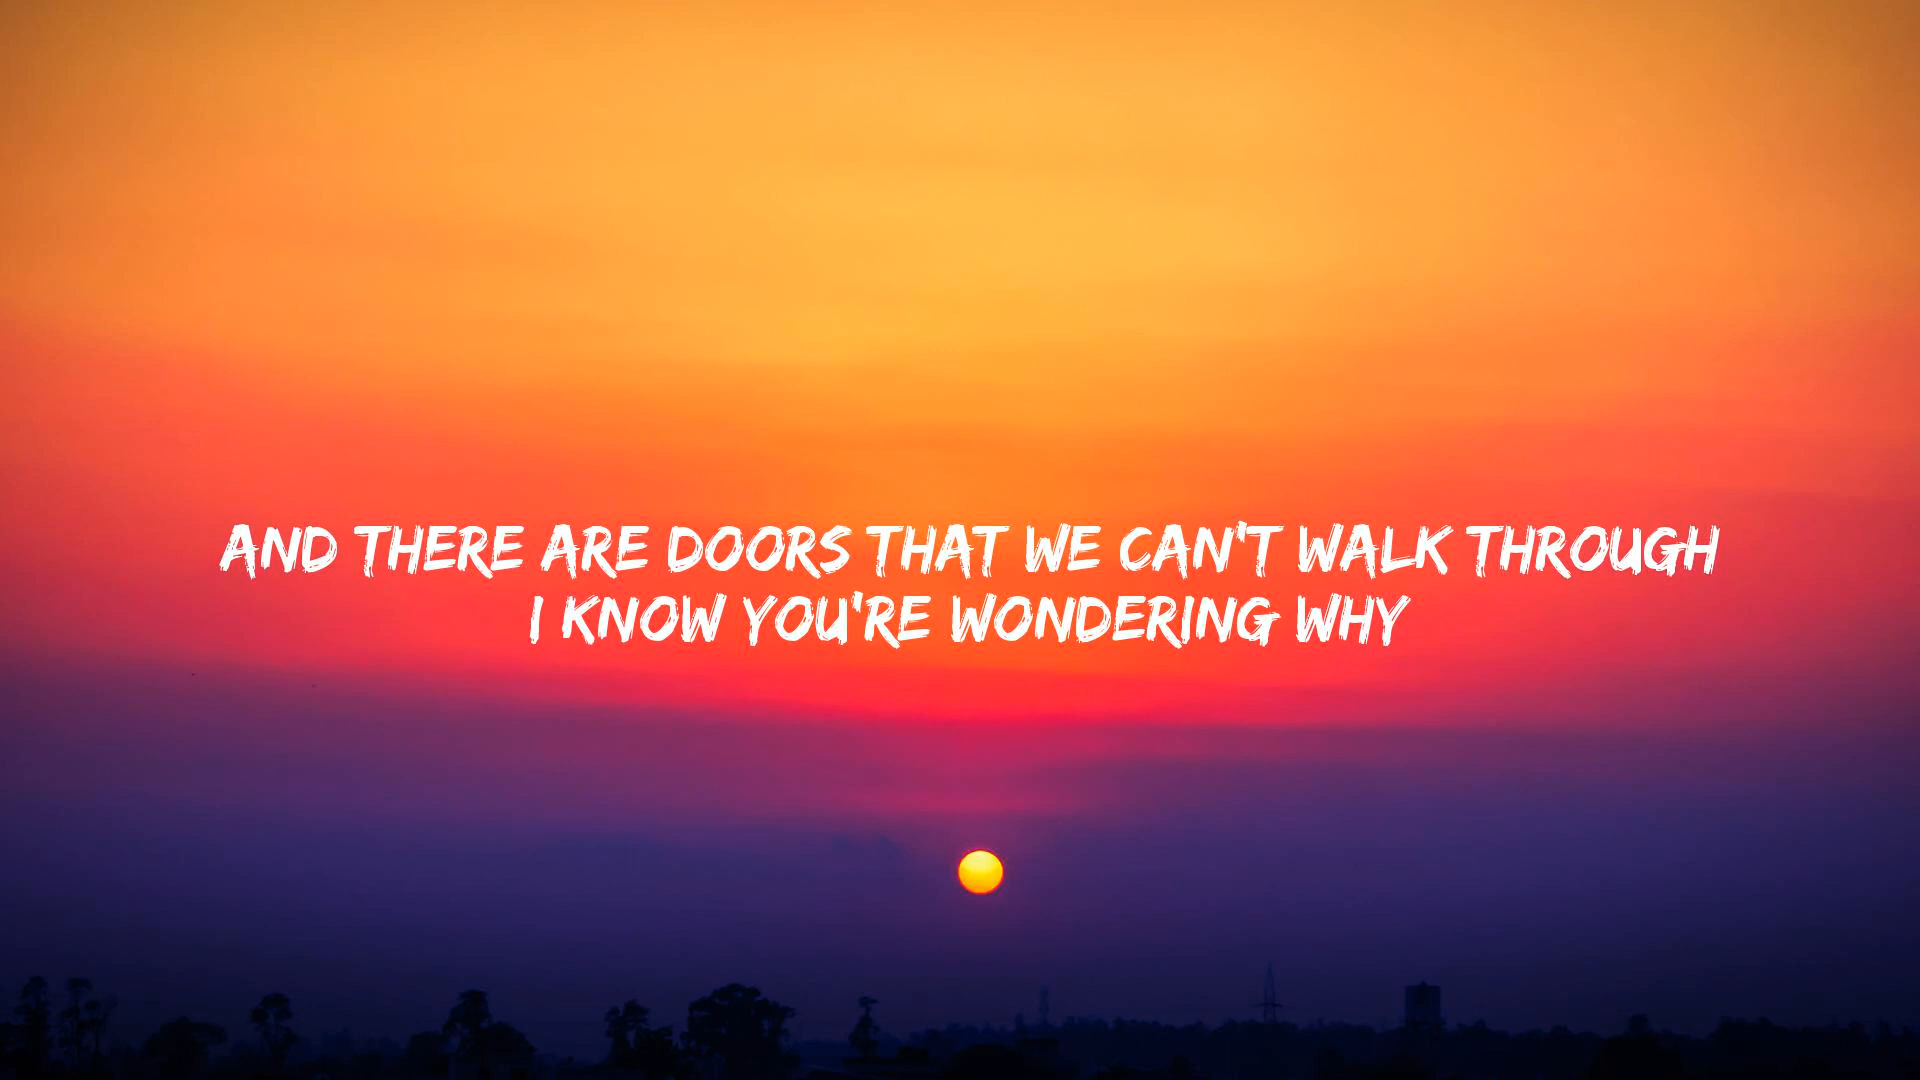 AND THERE ARE DOORS THAT WE CAN'T WALK THROUGH
I KNOW YOU'RE WONDERING WHY